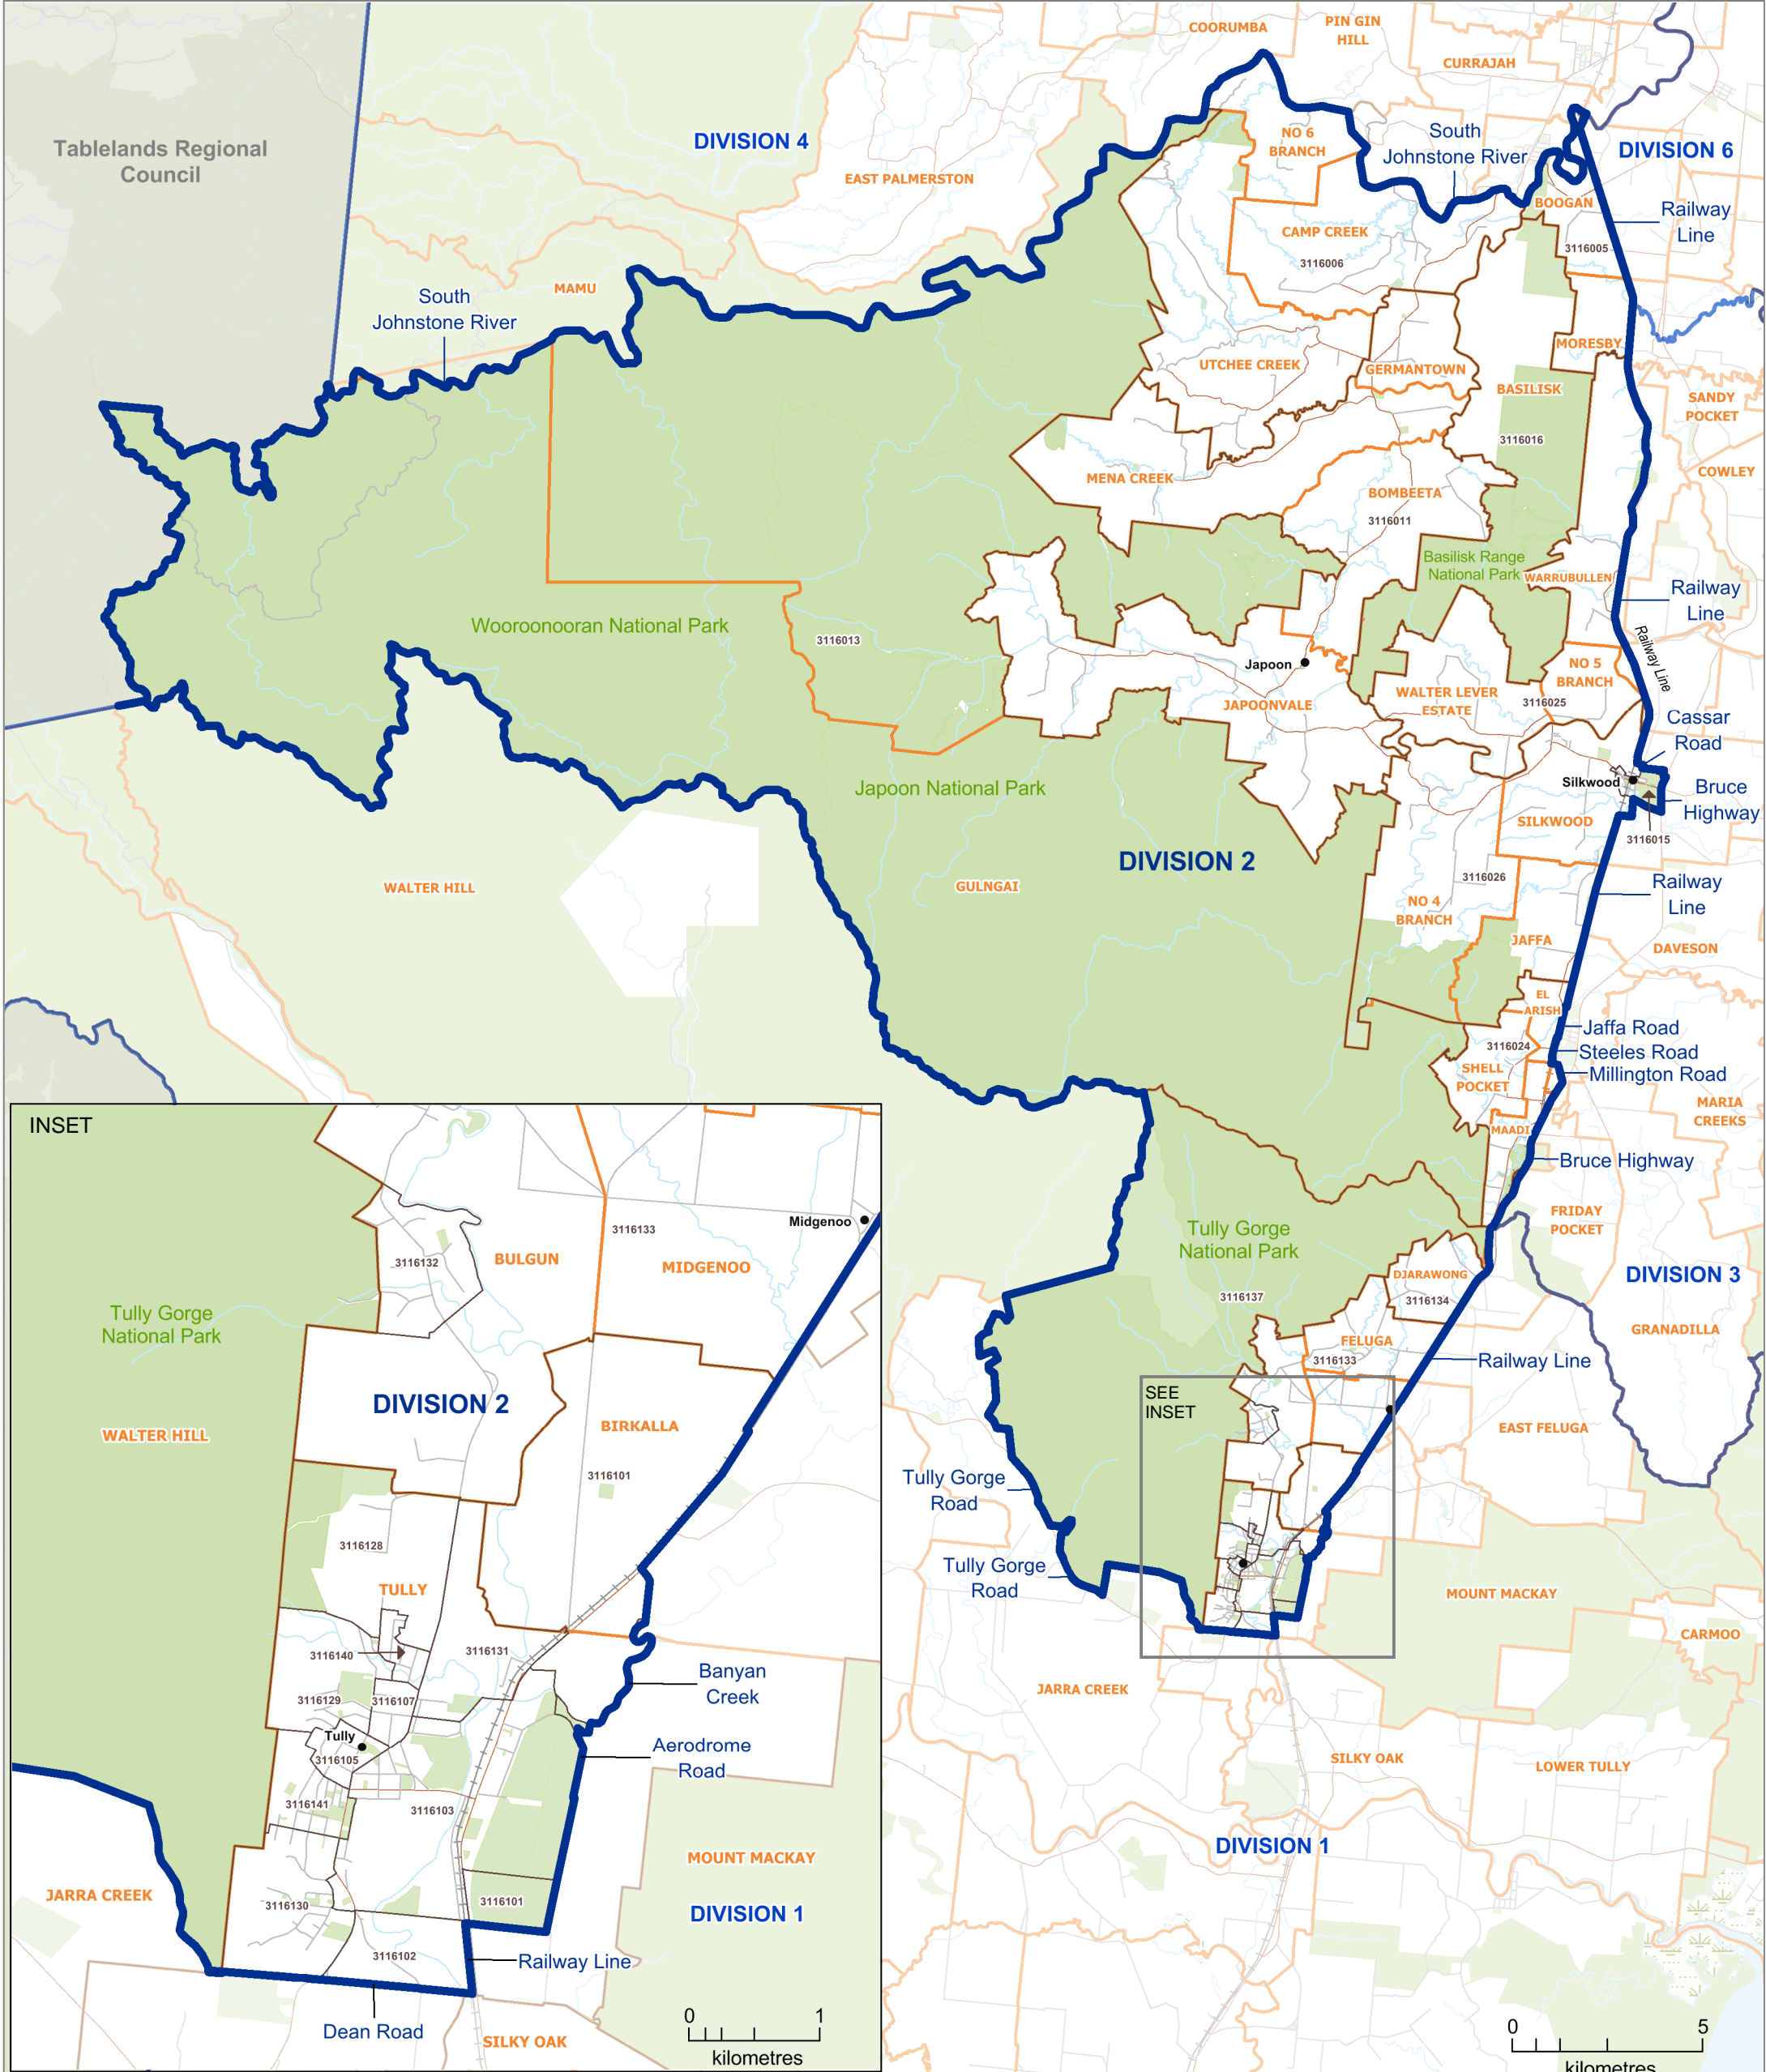 COORUMBA
PIN GIN
HILL
CURRAJAH
Tablelands Regional
Council
DIVISION 4
EAST PALMERSTON
NO 6
BRANCH
South
Johnstone River
DIVISION 6
BOOGAN
Railway
Line
CAMP CREEK
3116005
3116006
MAMU
South
Johnstone River
UTCHEE CREEK
GERMANTOWN
MORESBY
BASILISK
SANDY
POCKET
3116016
COWLEY
MENA CREEK
BOMBEETA
3116011
Basilisk Range
National Park
WARRUBULLEN
Railway
Line
Wooroonooran National Park
3116013
Railway Line
Japoon
NO 5
BRANCH
WALTER LEVER
ESTATE
3116025
JAPOONVALE
Cassar
Road
Silkwood
Bruce
Highway
Japoon National Park
SILKWOOD
3116015
DIVISION 2
WALTER HILL
GULNGAI
3116026
Railway
Line
NO 4
BRANCH
JAFFA
DAVESON
EL
ARISH
Jaffa Road
3116024
Steeles Road
SHELL
POCKET
Millington Road
MARIA
CREEKS
MAADI
Bruce Highway
FRIDAY
POCKET
Tully Gorge
National Park
DJARAWONG
DIVISION 3
3116137
3116134
GRANADILLA
FELUGA
3116133
Railway Line
SEE
INSET
EAST FELUGA
Tully Gorge
Road
Tully Gorge
Road
MOUNT MACKAY
CARMOO
JARRA CREEK
SILKY OAK
LOWER TULLY
DIVISION 1
0 5
kilometres
INSET
Midgenoo
3116133
3116132
BULGUN
MIDGENOO
Tully Gorge
National Park
DIVISION 2
WALTER HILL
BIRKALLA
3116101
3116128
TULLY
3116140
3116131
Banyan
Creek
3116129
3116107
Tully
3116105
Aerodrome
Road
3116141
3116103
MOUNT MACKAY
JARRA CREEK
3116130
3116101
DIVISION 1
3116102
Railway Line
Dean Road
SILKY OAK
0 1
kilometres